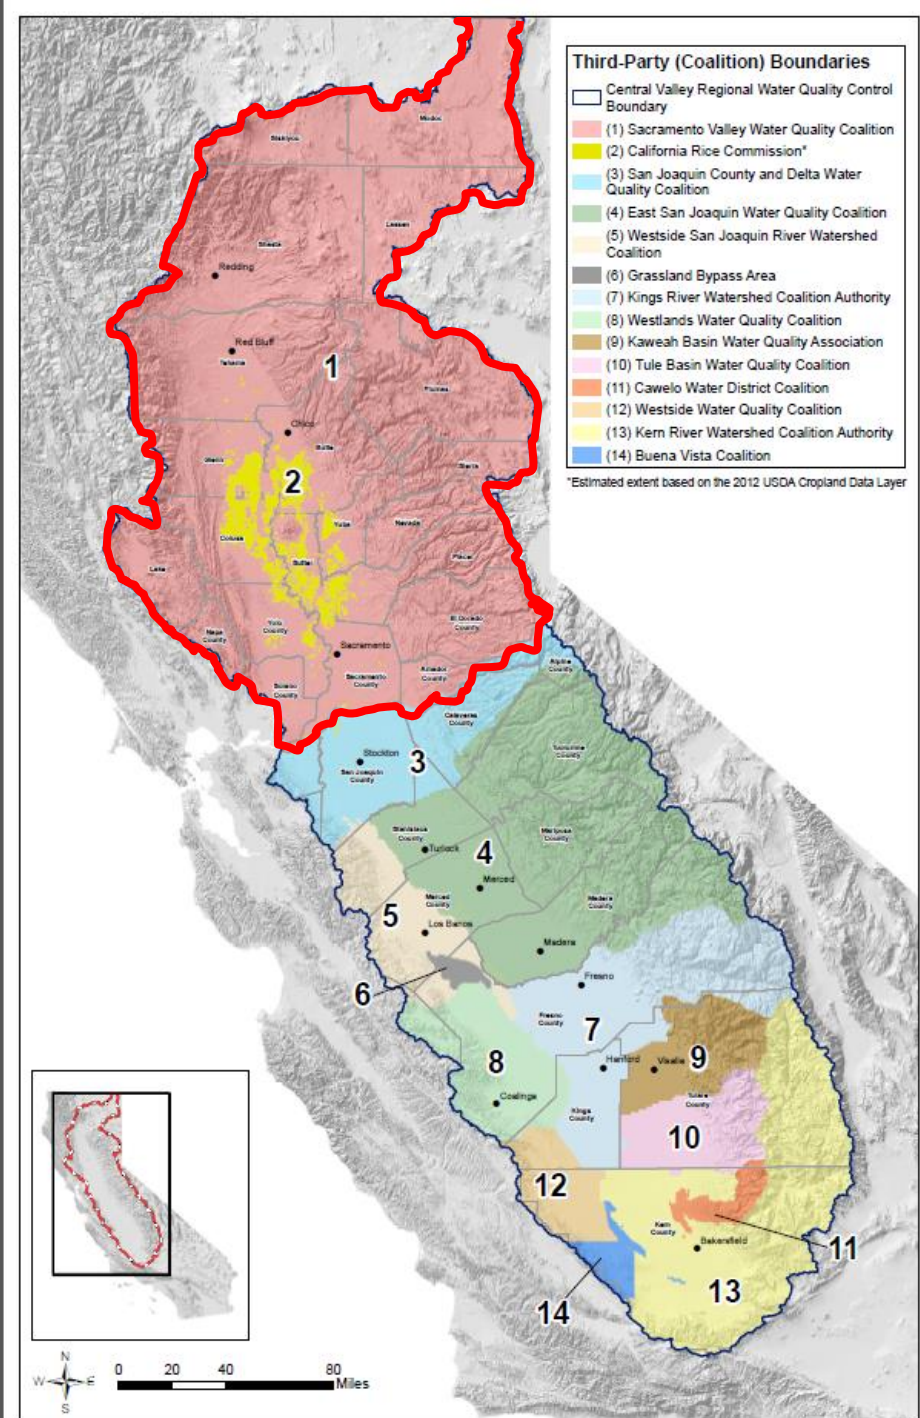 Third-Party (Coalition) Boundaries
Central Valley Regional Water Quality Control
Boundary
(1) Sacramento Valley Water Quality Coalition
(2) California Rice Commission*
(3) San Joaquin County and Delta Water
Quality Coalition
(4) East San Joaquin Water Quality Coalition
(5) Westside San Joaquin River Watershed
Coalition
(6) Grassland Bypass Area
(7) Kings River Watershed Coalition Authority
(8) Westlands Water Quality Coalition
(9) Kaweah Basin Water Quality Association
(10) Tule Basin Water Quality Coalition
(11) Cawelo Water District Coalition
(12) Westside Water Quality Coalition
(13) Kern River Watershed Coalition Authority
(14) Buena Vista Coalition
*Estimated extent based on the 2012 USDA Cropland Data Layer
Modoc
Siskiyou
Lassen
Shasta
Redding
Red Bluff
Tehama
1
Plumas
Chico
Butte
Glenn
Sierra
2
Colusa
Yuba
Nevada
Sutter
Placer
Lake
Napa
County
Yolo
County
El Dorado
County
Sacramento
Solano
County
Sacramento
County
Amador
County
Alpine
County
Calaveras
County
Stockton
San Joaquin
County
3
Tuolumne
County
Stanislaus
County
Turlock
4
Mariposa
County
Merced
Merced
County
Madera
County
5
Los Banos
Madera
6
Fresno
Fresno
County
7
8
Hanford
Visalia
9
Coalinga
Kings
County
Tulare
County
10
12
Kern
County
Bakersfield
11
13
14
N
W
E
S
0 20 40 80
Miles